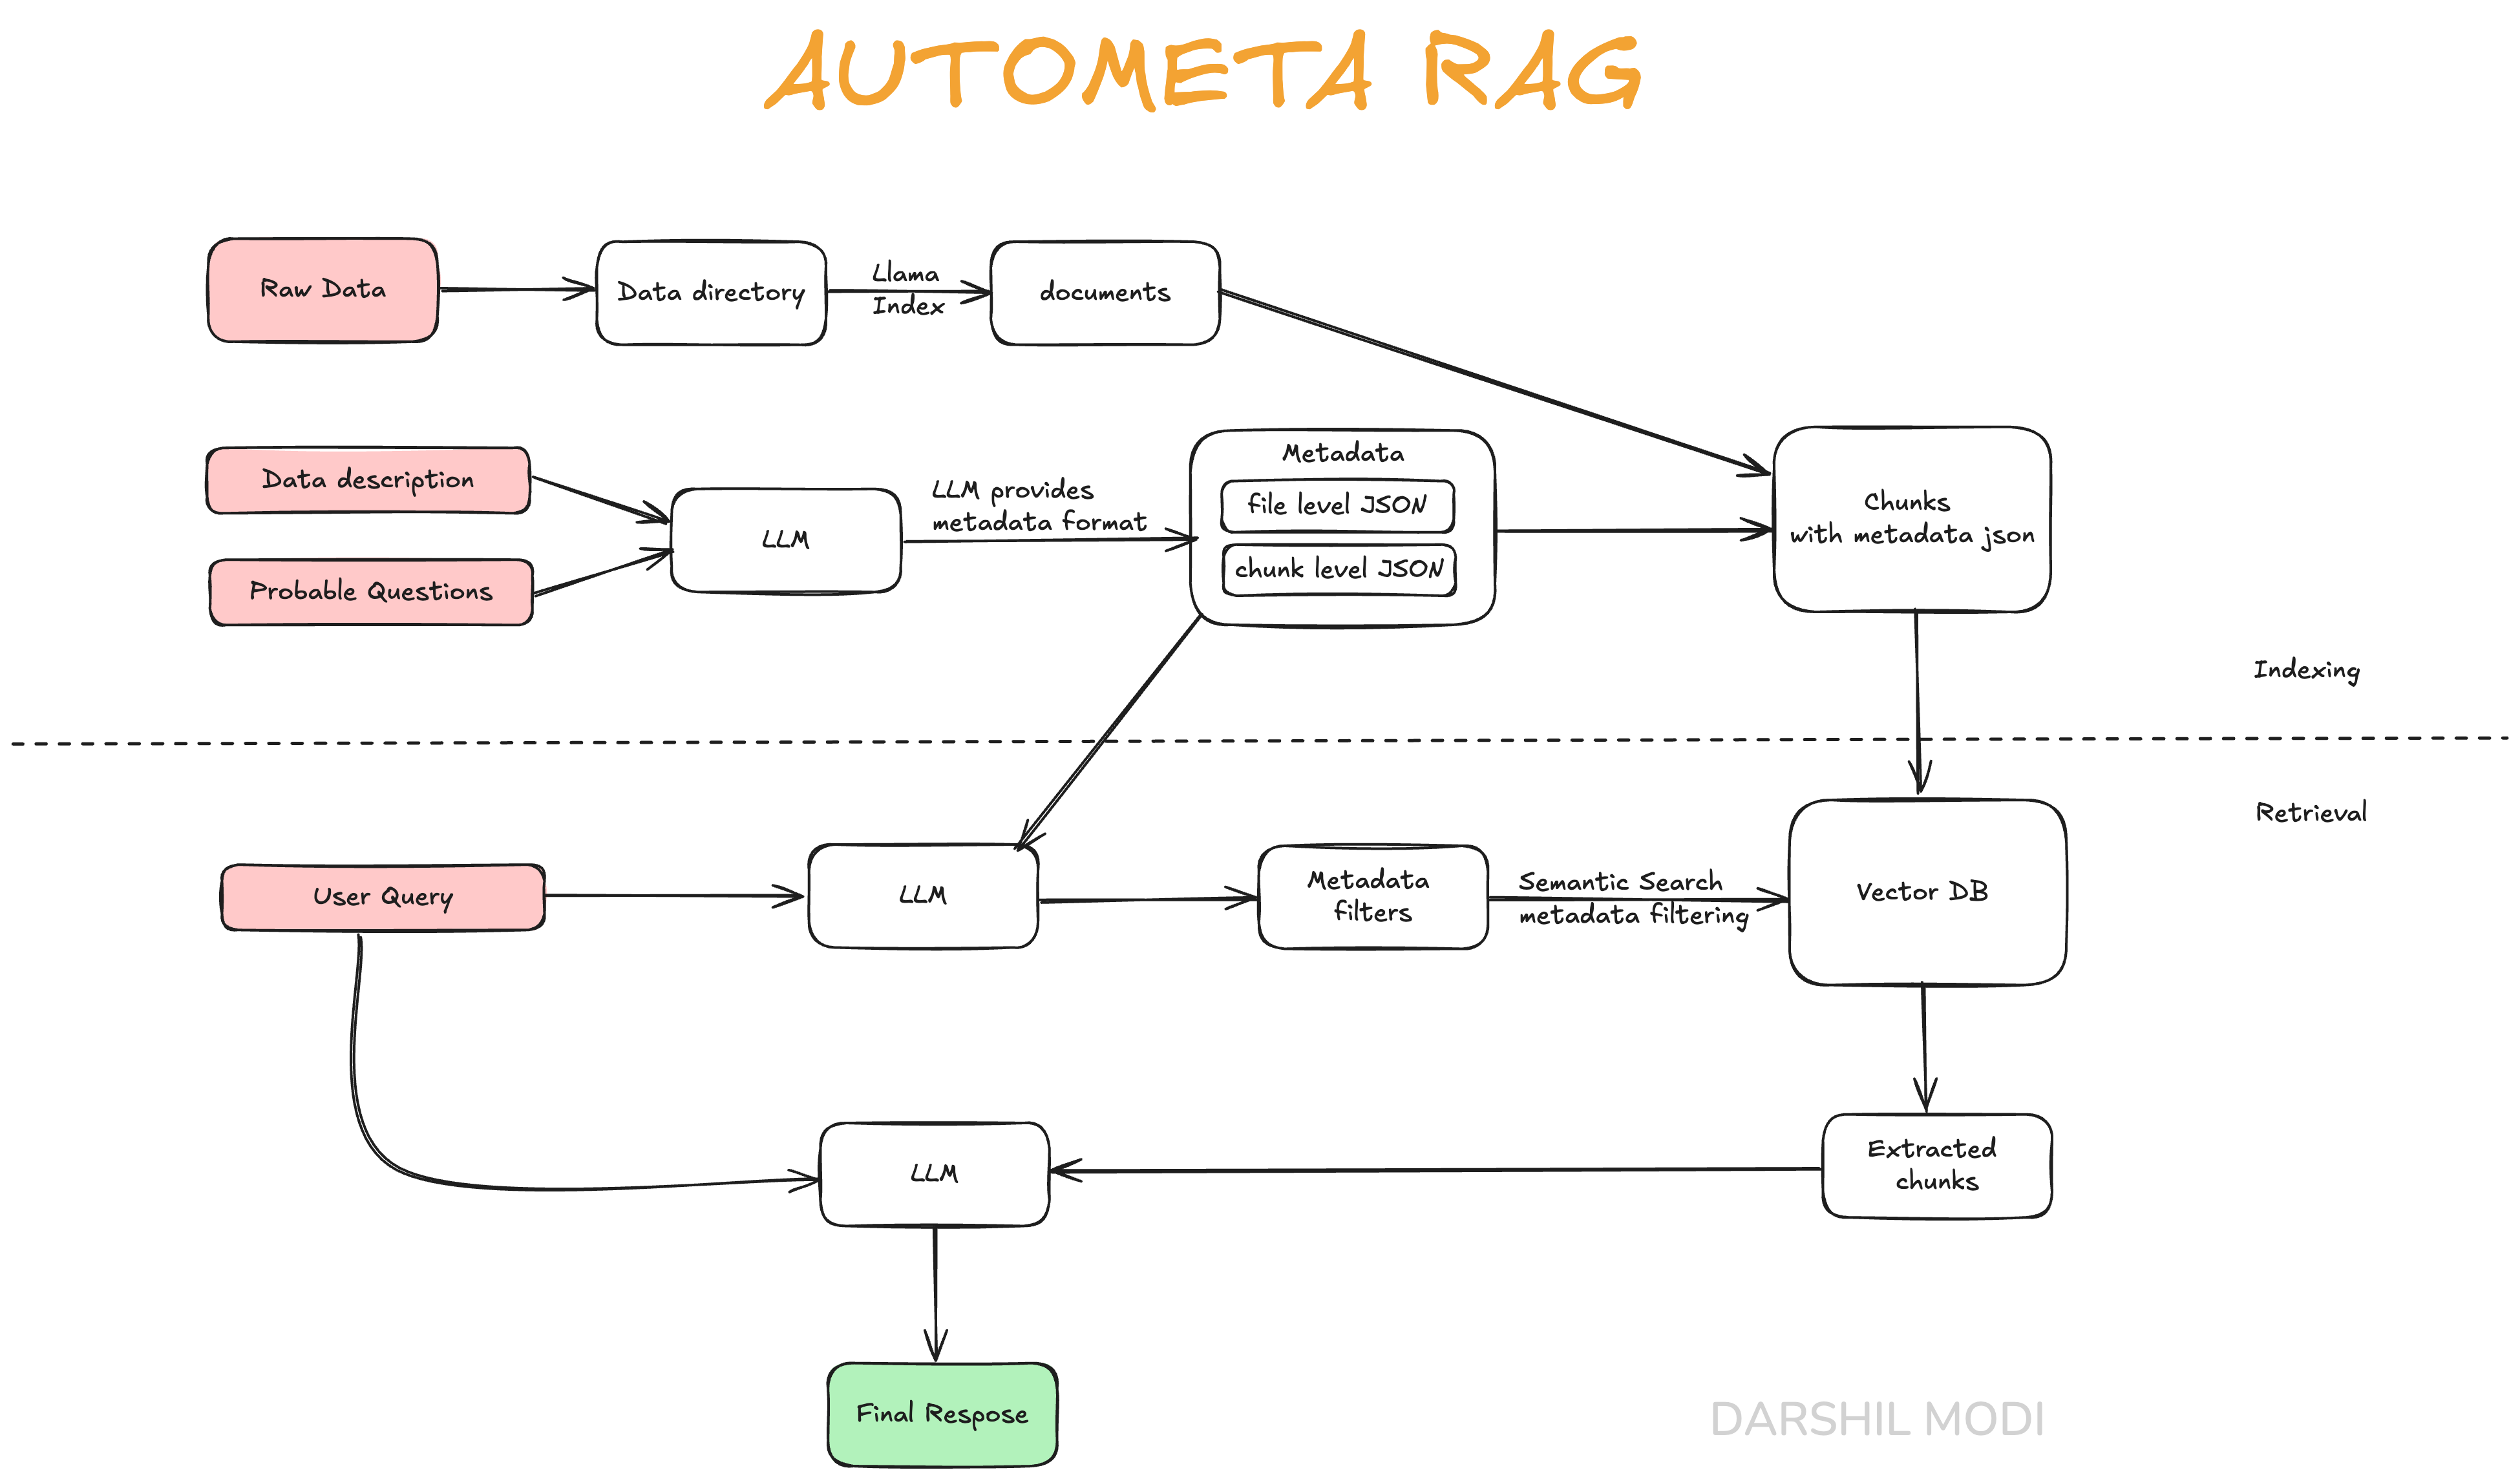 AUTOMETA RAG
Raw Data
Data directory
Llama
Index
documents
Data description
Probable Questions
LLM
LLM provides
metadata format
Metadata
file level JSON
chunk level JSON
Chunks
with metadata json
Indexing
Retrieval
User Query
LLM
Metadata
filters
Semantic Search
metadata filtering
Vector DB
LLM
Extracted
chunks
Final Respose
DARSHIL MODI